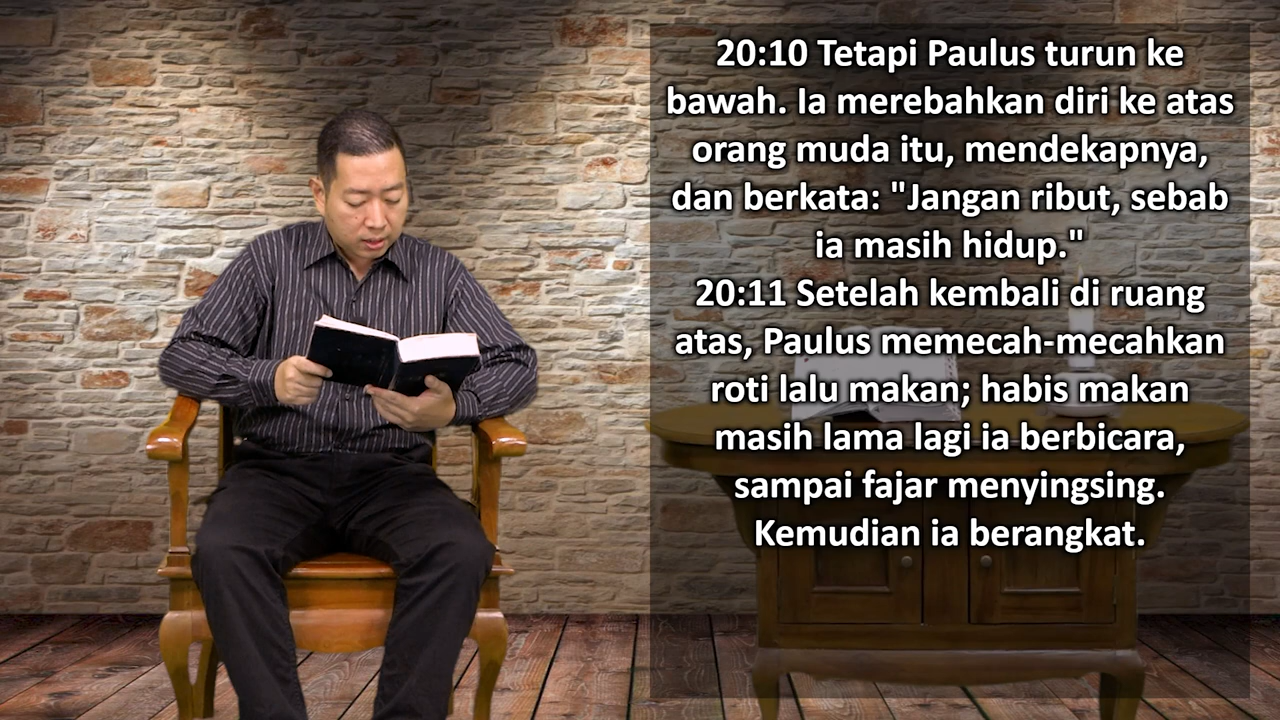 20:10 Tetapi Paulus turun ke
bawah. Ia merebahkan diri ke atas
orang muda itu, mendekapnya,
dan berkata: "Jangan ribut, sebab
ia masih hidup."
20:11 Setelah kembali di ruang
atas, Paulus memecah-mecahkan
roti lalu makan; habis makan
masih lama lagi ia berbicara,
sampai fajar menyingsing.
Kemudian ia berangkat.